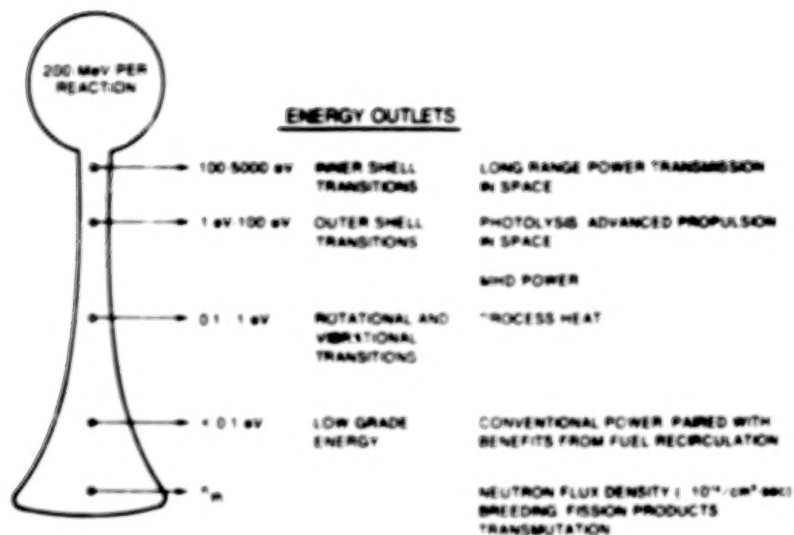 200 MeV PER
REACTION
ENERGY OUTLETS
100-5000 eV INNER SHELL TRANSITIONS LONG RANGE POWER TRANSMISSION IN SPACE
1 eV-100 eV OUTER SHELL TRANSITIONS PHOTOLYSIS ADVANCED PROPULSION IN SPACE
MHD POWER
0.1 - 1 eV ROTATIONAL AND VIBRATIONAL TRANSITIONS PROCESS HEAT
< 0.1 eV LOW GRADE ENERGY CONVENTIONAL POWER PAIRED WITH BENEFITS FROM FUEL RECIRCULATION
NEUTRON FLUX DENSITY ( /cm² sec)
BREEDING FISSION PRODUCTS
TRANSMUTATION